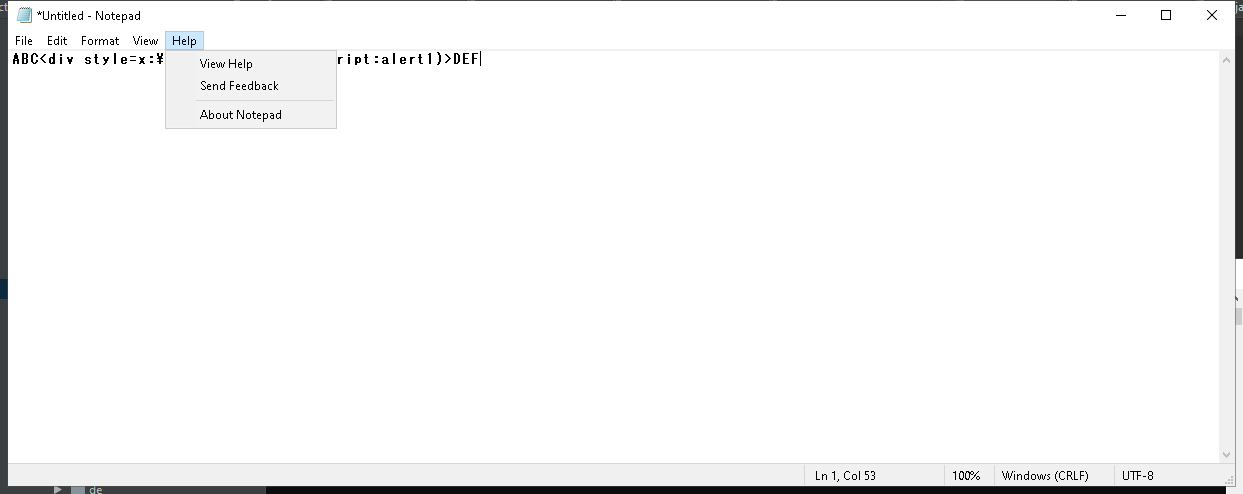 *Untitled - Notepad
File Edit Format View Help
ABC<div style=x:¥ ript:alert1)>DEF
View Help
Send Feedback
About Notepad
Ln 1, Col 53 100% Windows (CRLF) UTF-8
de